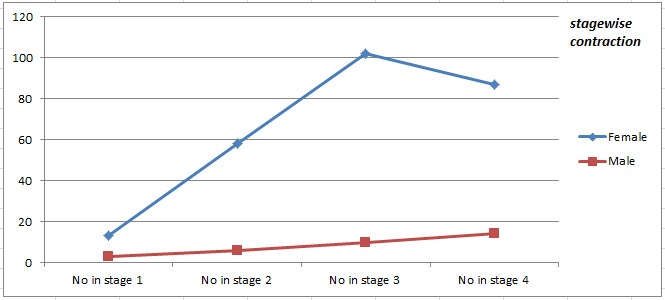 stagewise
contraction
120
100
80
60
40
20
0
No in stage 1 No in stage 2 No in stage 3 No in stage 4
Female
Male